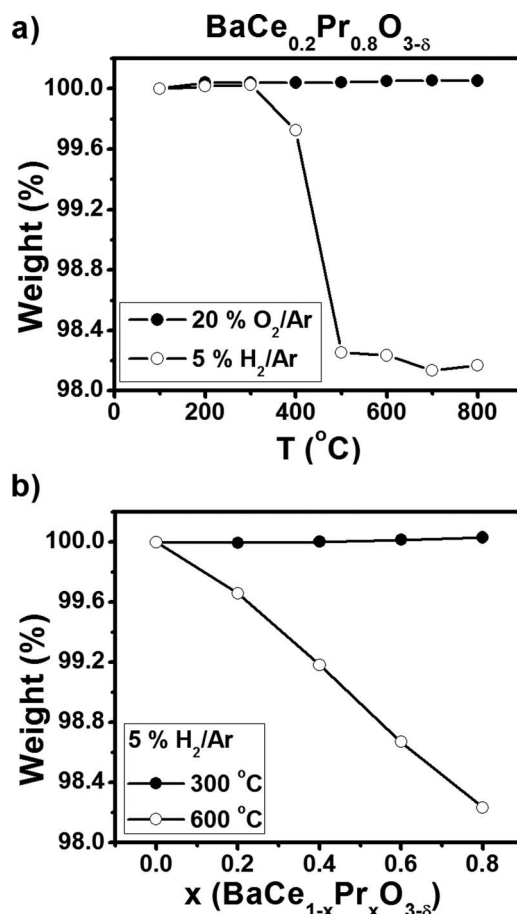 a)
BaCe₀.₂Pr₀.₈O₃₋δ
100.0
99.6
99.2
98.8
98.4
98.0
Weight (%)
20 % O₂/Ar
5 % H₂/Ar
200 400 600 800
T (°C)
b)
100.0
99.6
99.2
98.8
98.4
98.0
Weight (%)
5 % H₂/Ar
300 °C
600 °C
0.0 0.2 0.4 0.6 0.8
x (BaCe₁₋ₓPrₓO₃₋δ)